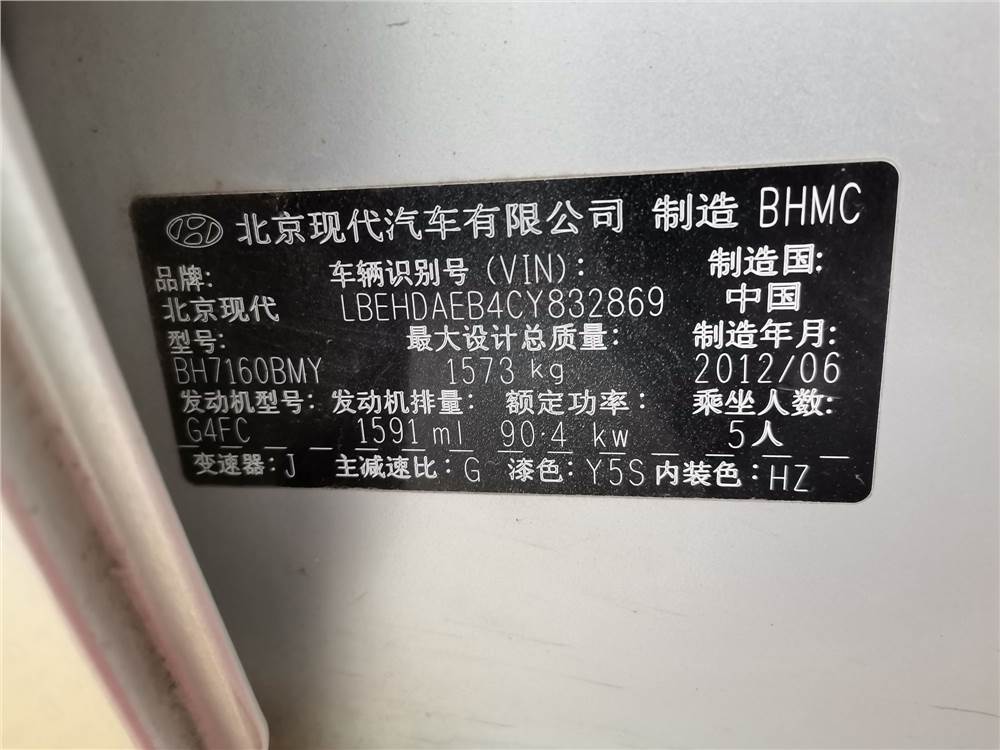 北京现代汽车有限公司 制造 BHMC
品牌: 车辆识别号 (VIN): 制造国:
北京现代 LBEHDAEB4CY832869 中国
型号: 最大设计总质量: 制造年月:
BH7160BMY 1573 kg 2012/06
发动机型号: 发动机排量: 额定功率: 乘坐人数:
G4FC 1591 ml 90.4 kw 5人
变速器: J 主减速比: G 漆色: Y5S 内装色: HZ